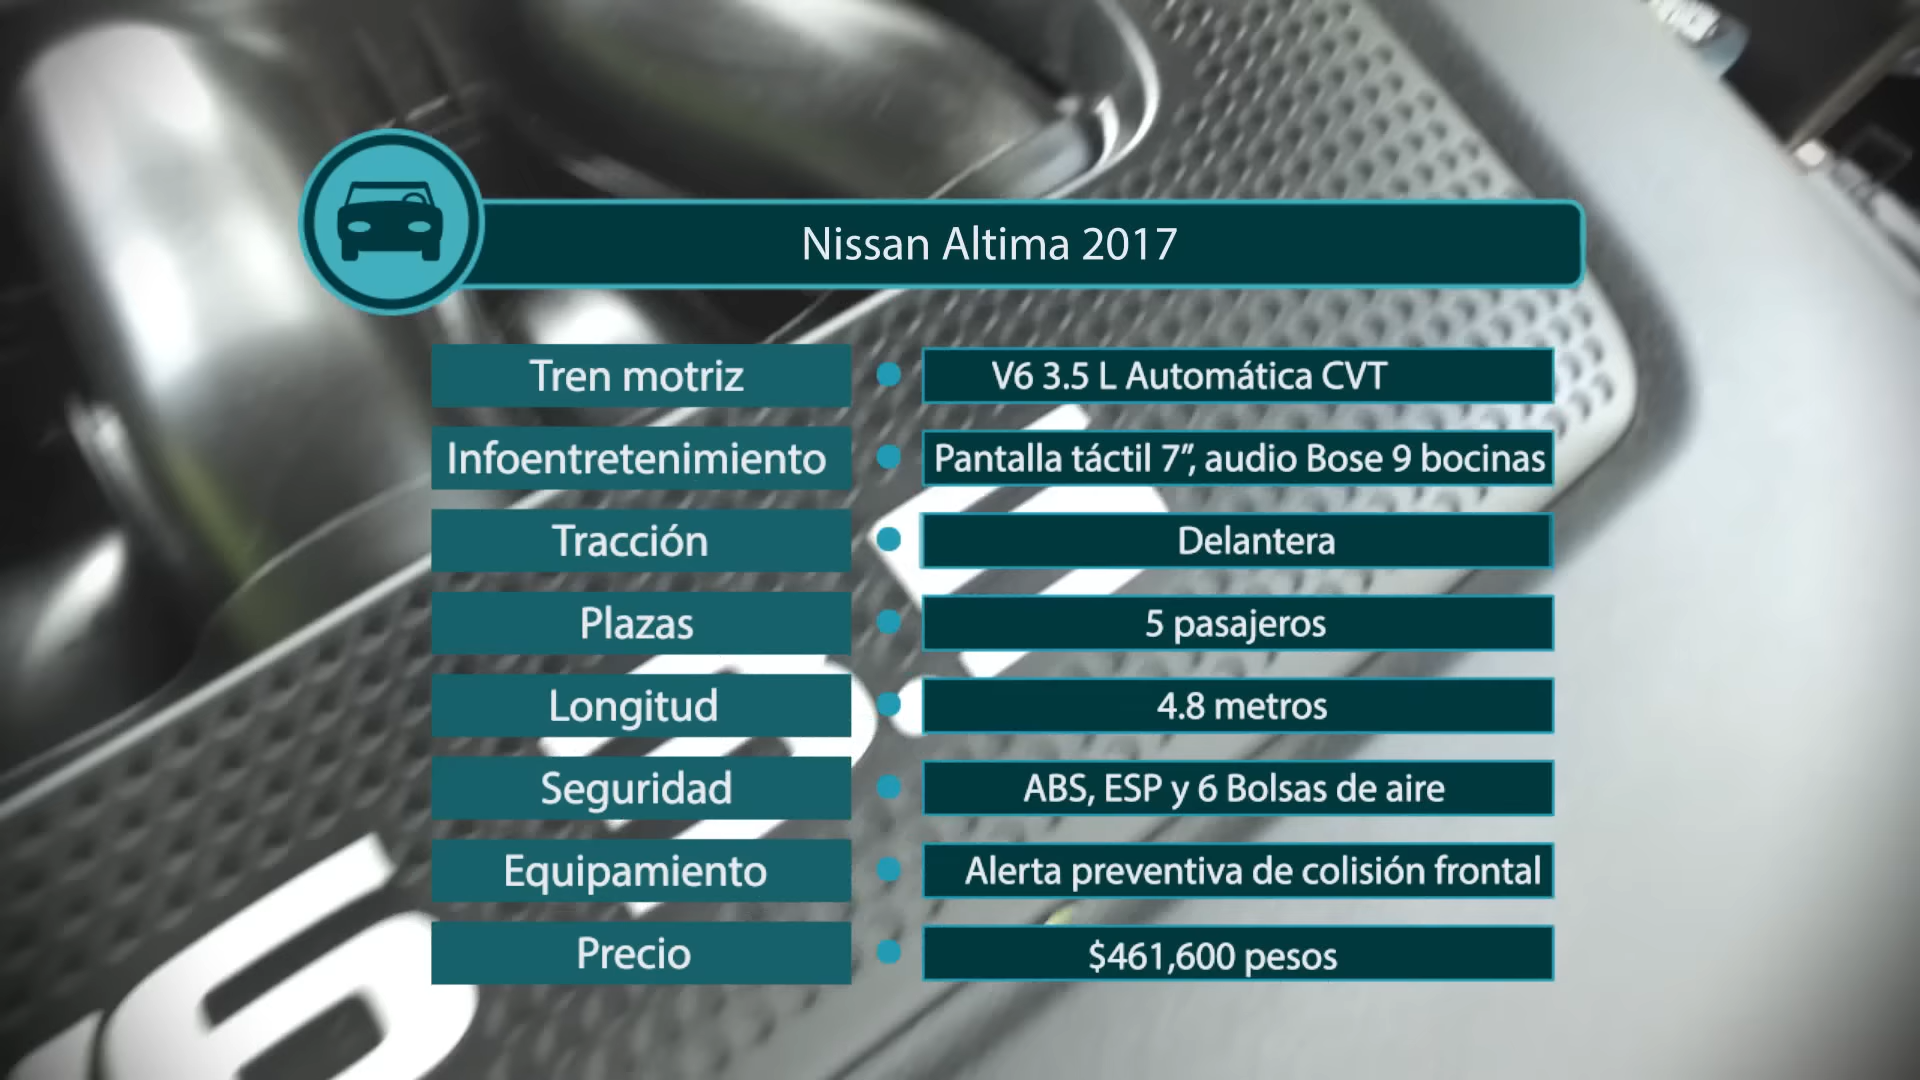 Nissan Altima 2017
Tren motriz V6 3.5 L Automática CVT
Infoentretenimiento Pantalla táctil 7”, audio Bose 9 bocinas
Tracción Delantera
Plazas 5 pasajeros
Longitud 4.8 metros
Seguridad ABS, ESP y 6 Bolsas de aire
Equipamiento Alerta preventiva de colisión frontal
Precio $461,600 pesos